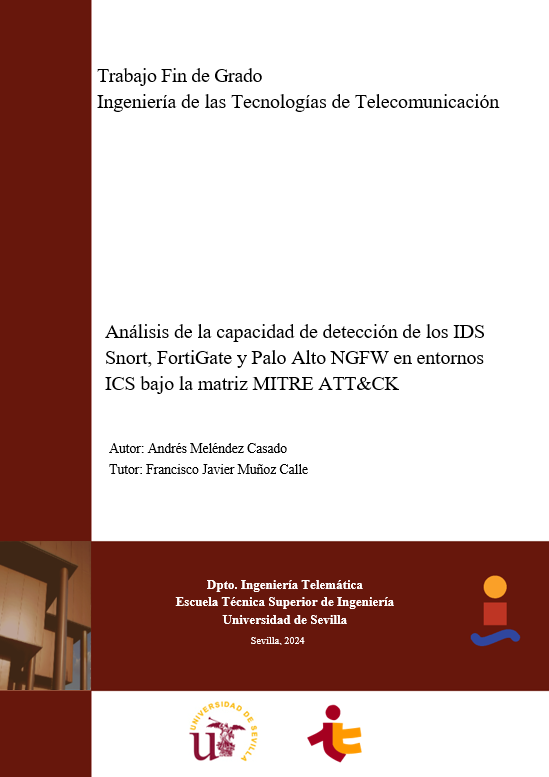 Trabajo Fin de Grado
Ingeniería de las Tecnologías de Telecomunicación
Análisis de la capacidad de detección de los IDS
Snort, FortiGate y Palo Alto NGFW en entornos
ICS bajo la matriz MITRE ATT&CK
Autor: Andrés Meléndez Casado
Tutor: Francisco Javier Muñoz Calle
Dpto. Ingeniería Telemática
Escuela Técnica Superior de Ingeniería
Universidad de Sevilla
Sevilla, 2024
UNIVERSIDAD DE SEVILLA